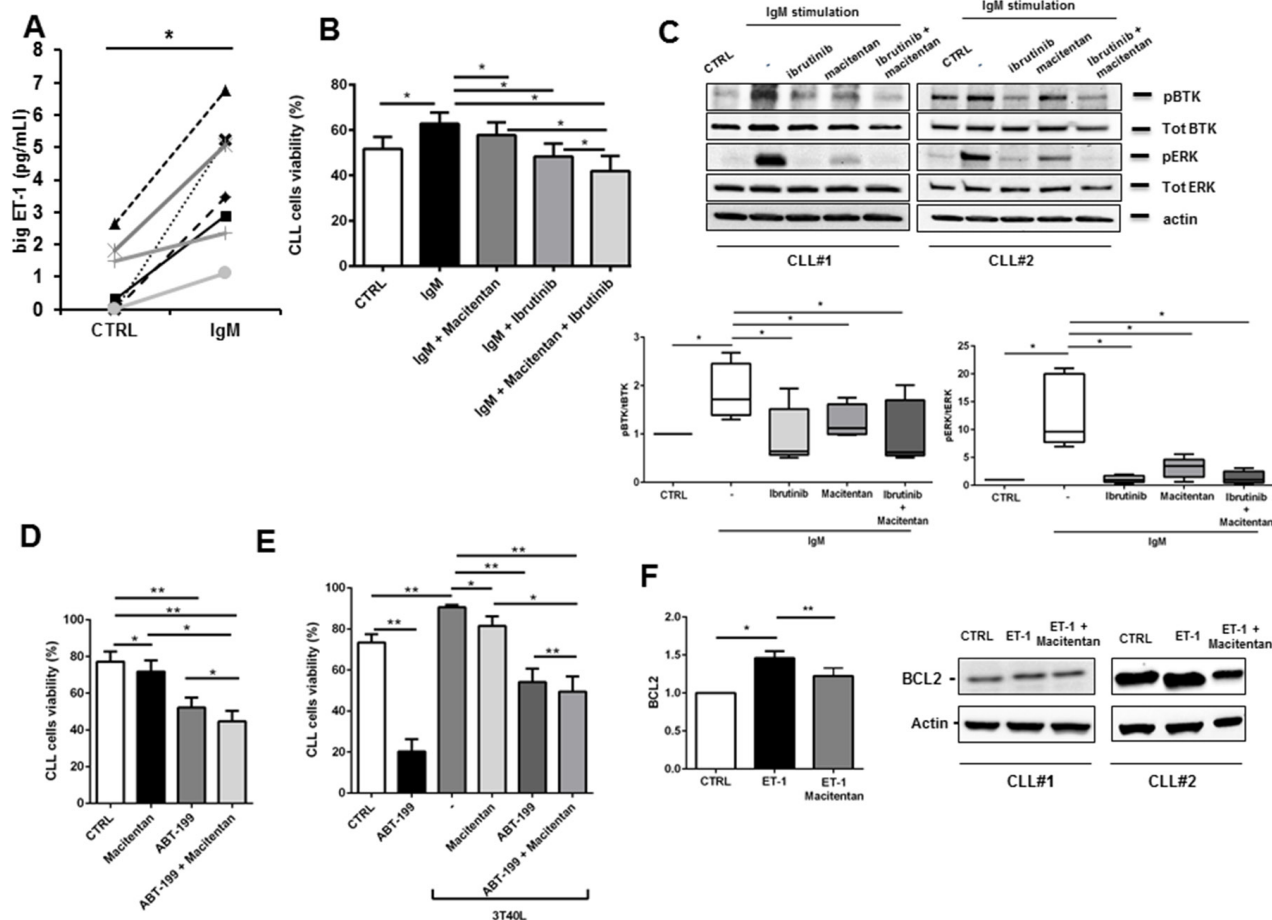 A
*
8
7
6
5
4
3
2
1
0
big ET-1 (pg/mLl)
CTRL
IgM
B
CLL cells viability (%)
80
60
40
20
0
*
*
*
*
*
*
CTRL
IgM
IgM + Macitentan
IgM + Ibrutinib
IgM + Macitentan + Ibrutinib
C
IgM stimulation
IgM stimulation
CTRL
-
ibrutinib
macitentan
Ibrutinib +
macitentan
CTRL
-
ibrutinib
macitentan
Ibrutinib +
macitentan
pBTK
Tot BTK
pERK
Tot ERK
actin
CLL#1
CLL#2
pBTK/tBTK
3
2
1
0
*
*
*
*
CTRL
-
Ibrutinib
Macitentan
Ibrutinib
+
Macitentan
IgM
pERK/tERK
25
20
15
10
5
0
*
*
*
*
CTRL
-
Ibrutinib
Macitentan
Ibrutinib
+
Macitentan
IgM
D
CLL cells viability (%)
100
80
60
40
20
0
**
**
*
*
*
CTRL
Macitentan
ABT-199
ABT-199 + Macitentan
E
CLL cells viability (%)
100
80
60
40
20
0
**
**
**
*
**
*
**
CTRL
ABT-199
-
Macitentan
ABT-199
ABT-199 + Macitentan
3T40L
F
BCL2
2.0
1.5
1.0
0.5
0.0
*
**
CTRL
ET-1
ET-1
Macitentan
CTRL
ET-1
ET-1 +
Macitentan
CTRL
ET-1
ET-1 +
Macitentan
BCL2 -
Actin -
CLL#1
CLL#2